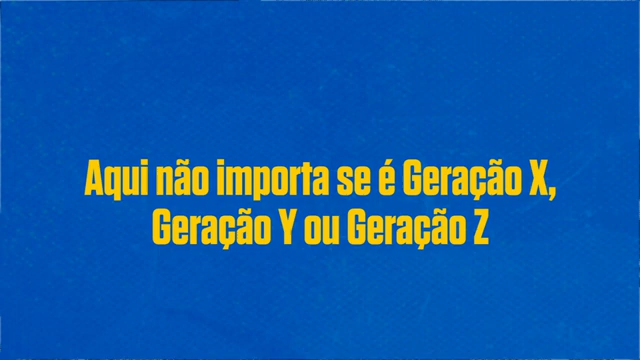 Aqui não importa se é Geração X,
Geração Y ou Geração Z